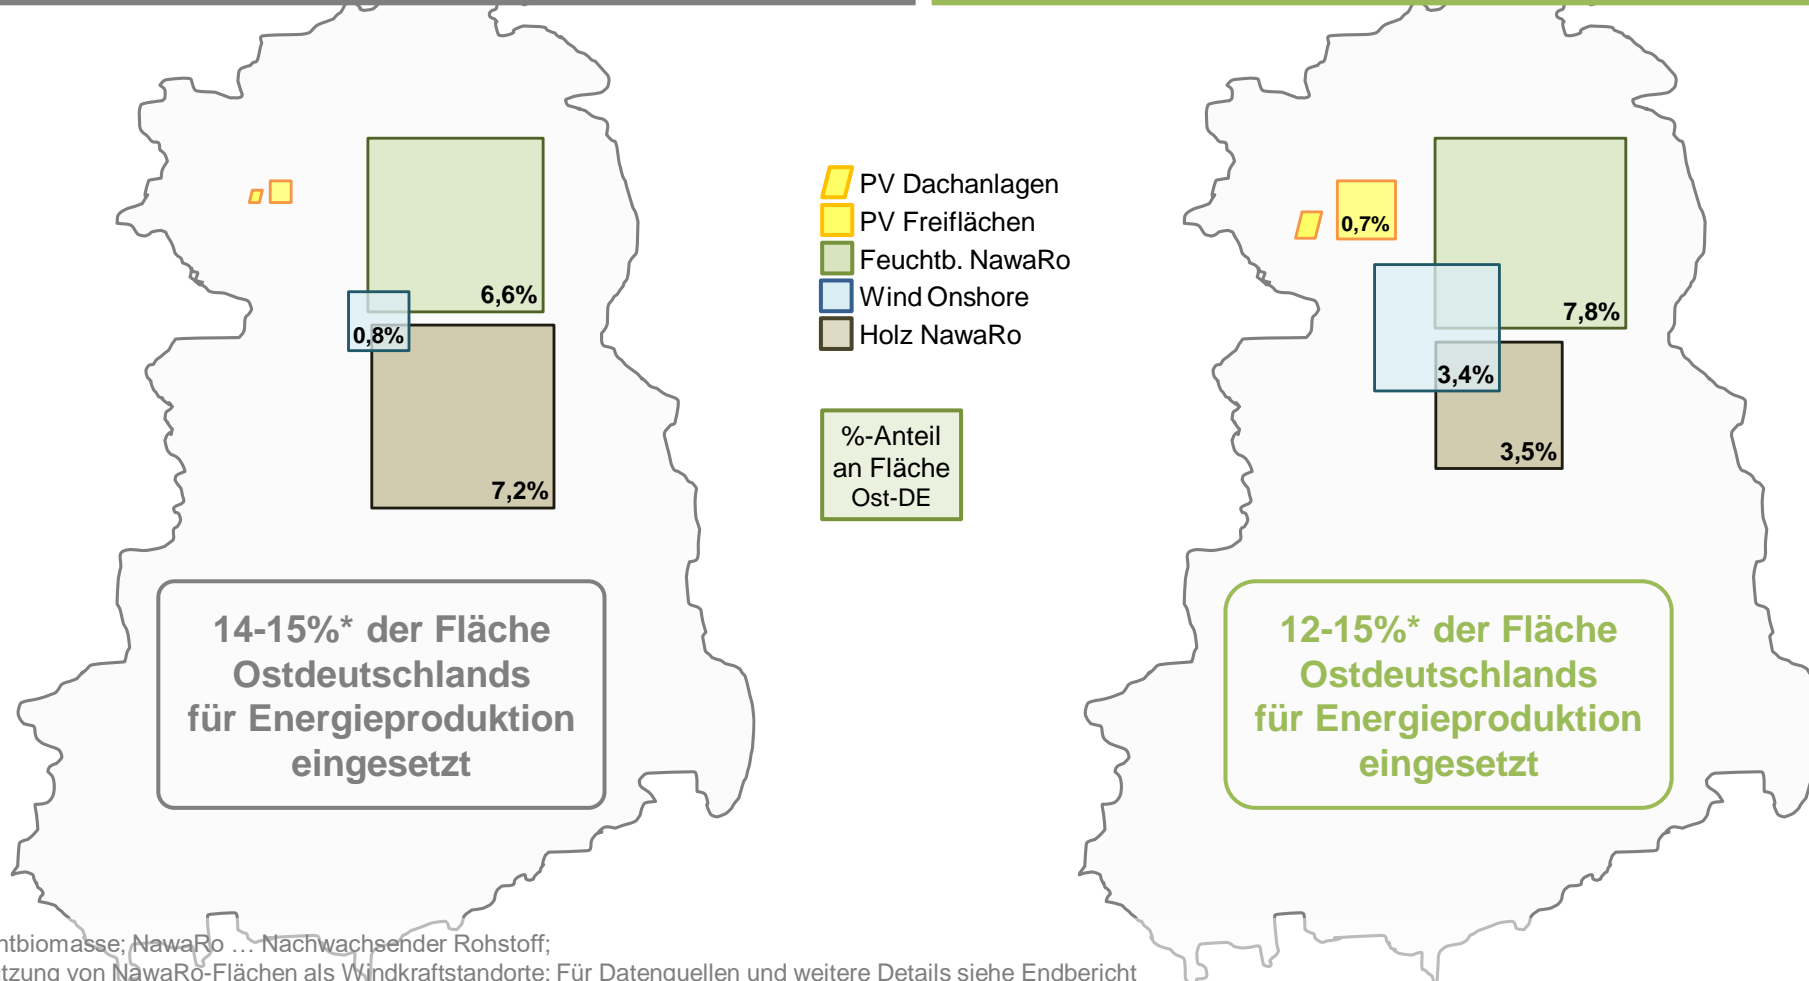 6,6%
0,8%
7,2%
14-15%* der Fläche
Ostdeutschlands
für Energieproduktion
eingesetzt
PV Dachanlagen
PV Freiflächen
Feuchtb. NawaRo
Wind Onshore
Holz NawaRo
%-Anteil
an Fläche
Ost-DE
0,7%
7,8%
3,4%
3,5%
12-15%* der Fläche
Ostdeutschlands
für Energieproduktion
eingesetzt
ntbiomasse; NawaRo … Nachwachsender Rohstoff;
tzung von NawaRo-Flächen als Windkraftstandorte; Für Datenquellen und weitere Details siehe Endbericht